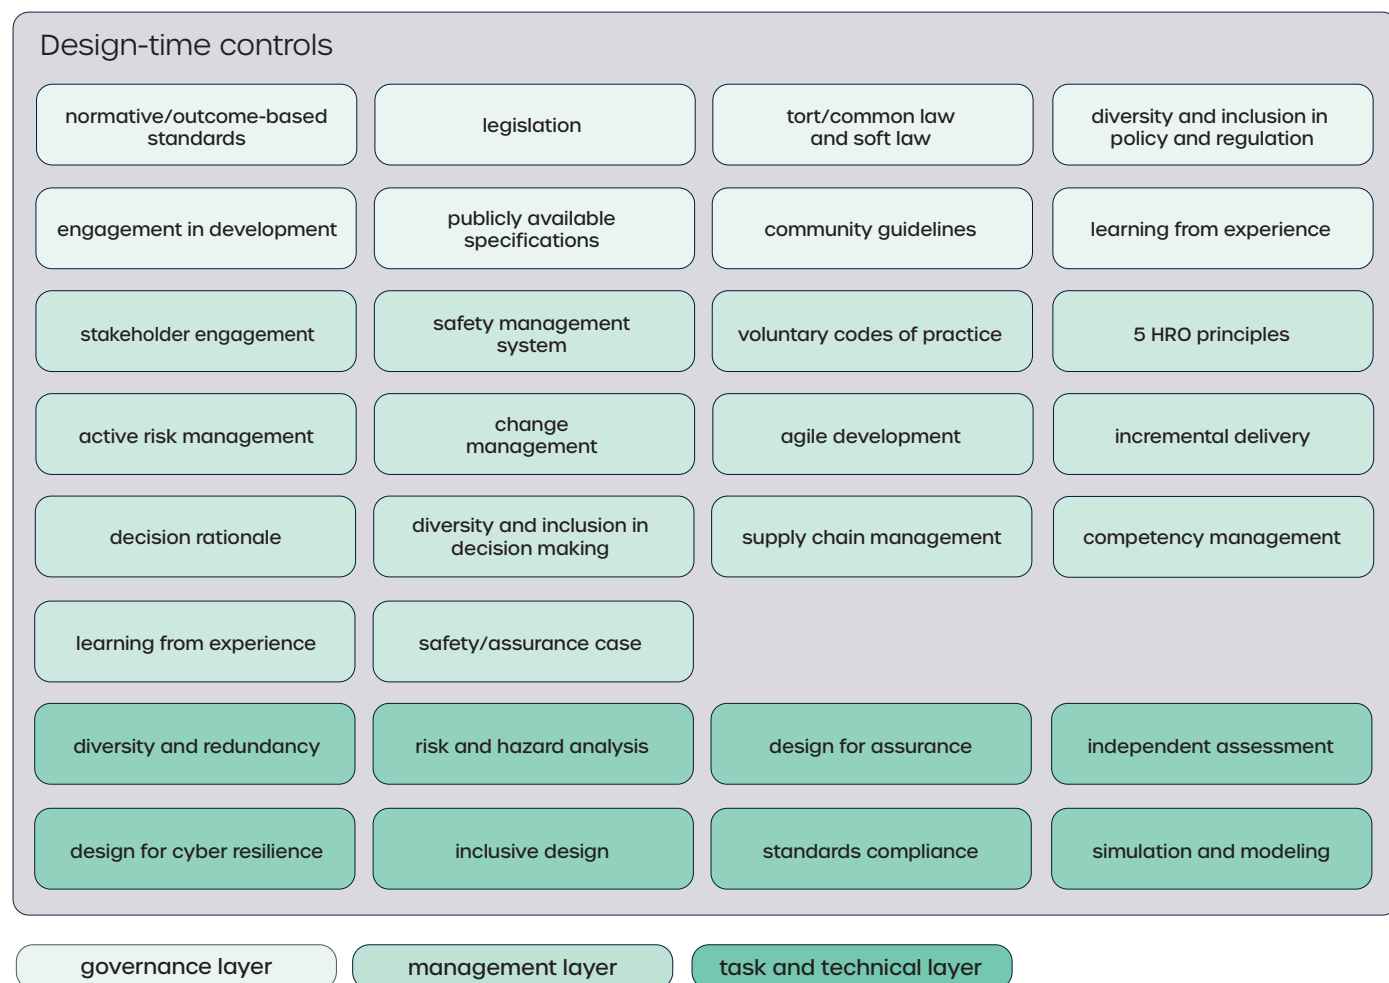 Design-time controls
normative/outcome-based
standards
legislation
tort/common law
and soft law
diversity and inclusion in
policy and regulation
engagement in development
publicly available
specifications
community guidelines
learning from experience
stakeholder engagement
safety management
system
voluntary codes of practice
5 HRO principles
active risk management
change
management
agile development
incremental delivery
decision rationale
diversity and inclusion in
decision making
supply chain management
competency management
learning from experience
safety/assurance case
diversity and redundancy
risk and hazard analysis
design for assurance
independent assessment
design for cyber resilience
inclusive design
standards compliance
simulation and modeling
governance layer
management layer
task and technical layer